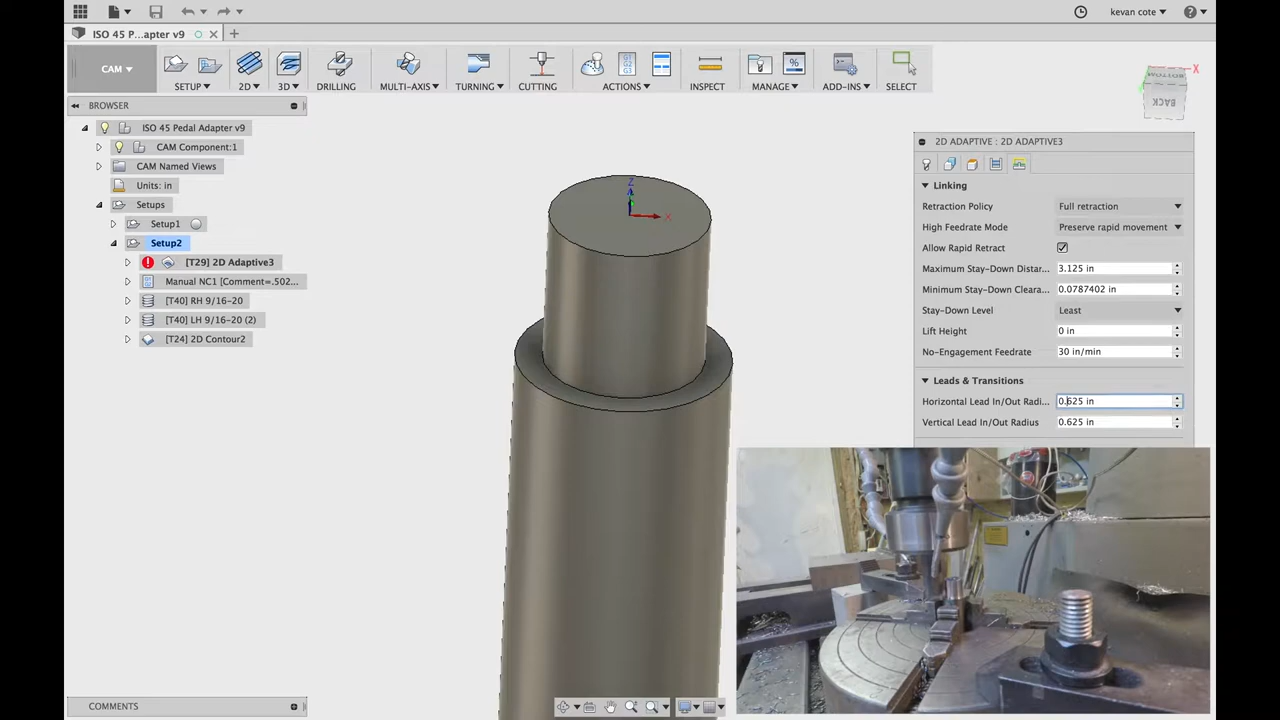 kevan cote
ISO 45 P...apter v9
CAM
SETUP
2D
3D
DRILLING
MULTI-AXIS
TURNING
CUTTING
G1
G2
G3
ACTIONS
INSPECT
%
MANAGE
ADD-INS
SELECT
BROWSER
ISO 45 Pedal Adapter v9
CAM Component:1
CAM Named Views
Units: in
Setups
Setup1
Setup2
[T29] 2D Adaptive3
Manual NC1 [Comment=.502...
[T40] RH 9/16-20
[T40] LH 9/16-20 (2)
[T24] 2D Contour2
Z
X
BOTTOM
BACK
X
2D ADAPTIVE : 2D ADAPTIVE3
Linking
Retraction Policy Full retraction
High Feedrate Mode Preserve rapid movement
Allow Rapid Retract
Maximum Stay-Down Distar... 3.125 in
Minimum Stay-Down Cleara... 0.0787402 in
Stay-Down Level Least
Lift Height 0 in
No-Engagement Feedrate 30 in/min
Leads & Transitions
Horizontal Lead In/Out Radi... 0.625 in
Vertical Lead In/Out Radius 0.625 in
COMMENTS